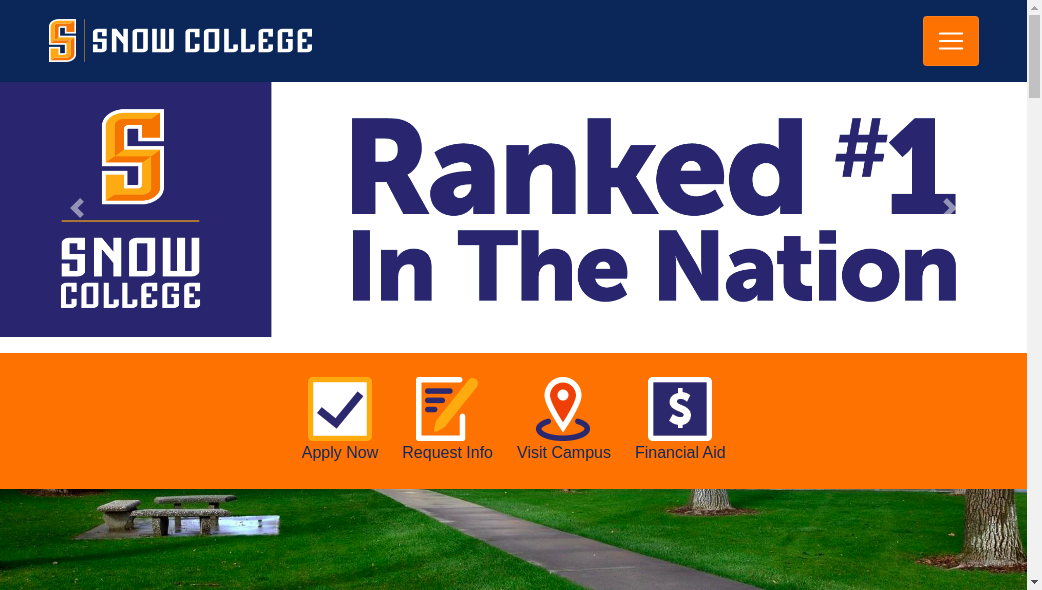 SNOW COLLEGE
SNOW
COLLEGE
Ranked #1
In The Nation
Apply Now
Request Info
Visit Campus
Financial Aid